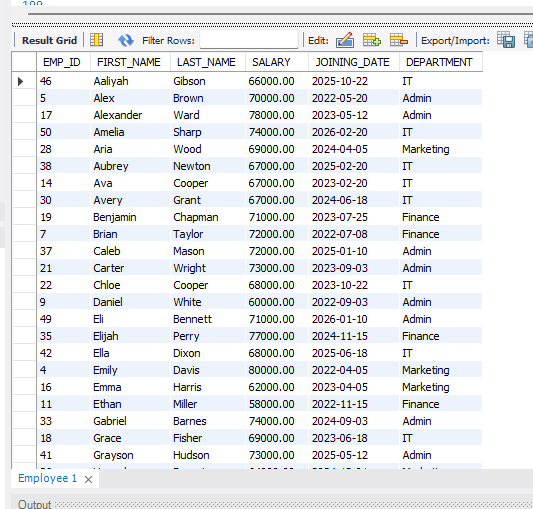 Result Grid Filter Rows: Edit: Export/Import:
EMP_ID FIRST_NAME LAST_NAME SALARY JOINING_DATE DEPARTMENT
46 Aaliyah Gibson 66000.00 2025-10-22 IT
5 Alex Brown 70000.00 2022-05-20 Admin
17 Alexander Ward 78000.00 2023-05-12 Admin
50 Amelia Sharp 74000.00 2026-02-20 IT
28 Aria Wood 69000.00 2024-04-05 Marketing
38 Aubrey Newton 67000.00 2025-02-20 IT
14 Ava Cooper 67000.00 2023-02-20 IT
30 Avery Grant 67000.00 2024-06-18 IT
19 Benjamin Chapman 71000.00 2023-07-25 Finance
7 Brian Taylor 72000.00 2022-07-08 Finance
37 Caleb Mason 72000.00 2025-01-10 Admin
21 Carter Wright 73000.00 2023-09-03 Admin
22 Chloe Cooper 68000.00 2023-10-22 IT
9 Daniel White 60000.00 2022-09-03 Admin
49 Eli Bennett 71000.00 2026-01-10 Admin
35 Elijah Perry 77000.00 2024-11-15 Finance
42 Ella Dixon 68000.00 2025-06-18 IT
4 Emily Davis 80000.00 2022-04-05 Marketing
16 Emma Harris 62000.00 2023-04-05 Marketing
11 Ethan Miller 58000.00 2022-11-15 Finance
33 Gabriel Barnes 74000.00 2024-09-03 Admin
18 Grace Fisher 69000.00 2023-06-18 IT
41 Grayson Hudson 73000.00 2025-05-12 Admin
Employee 1
Output